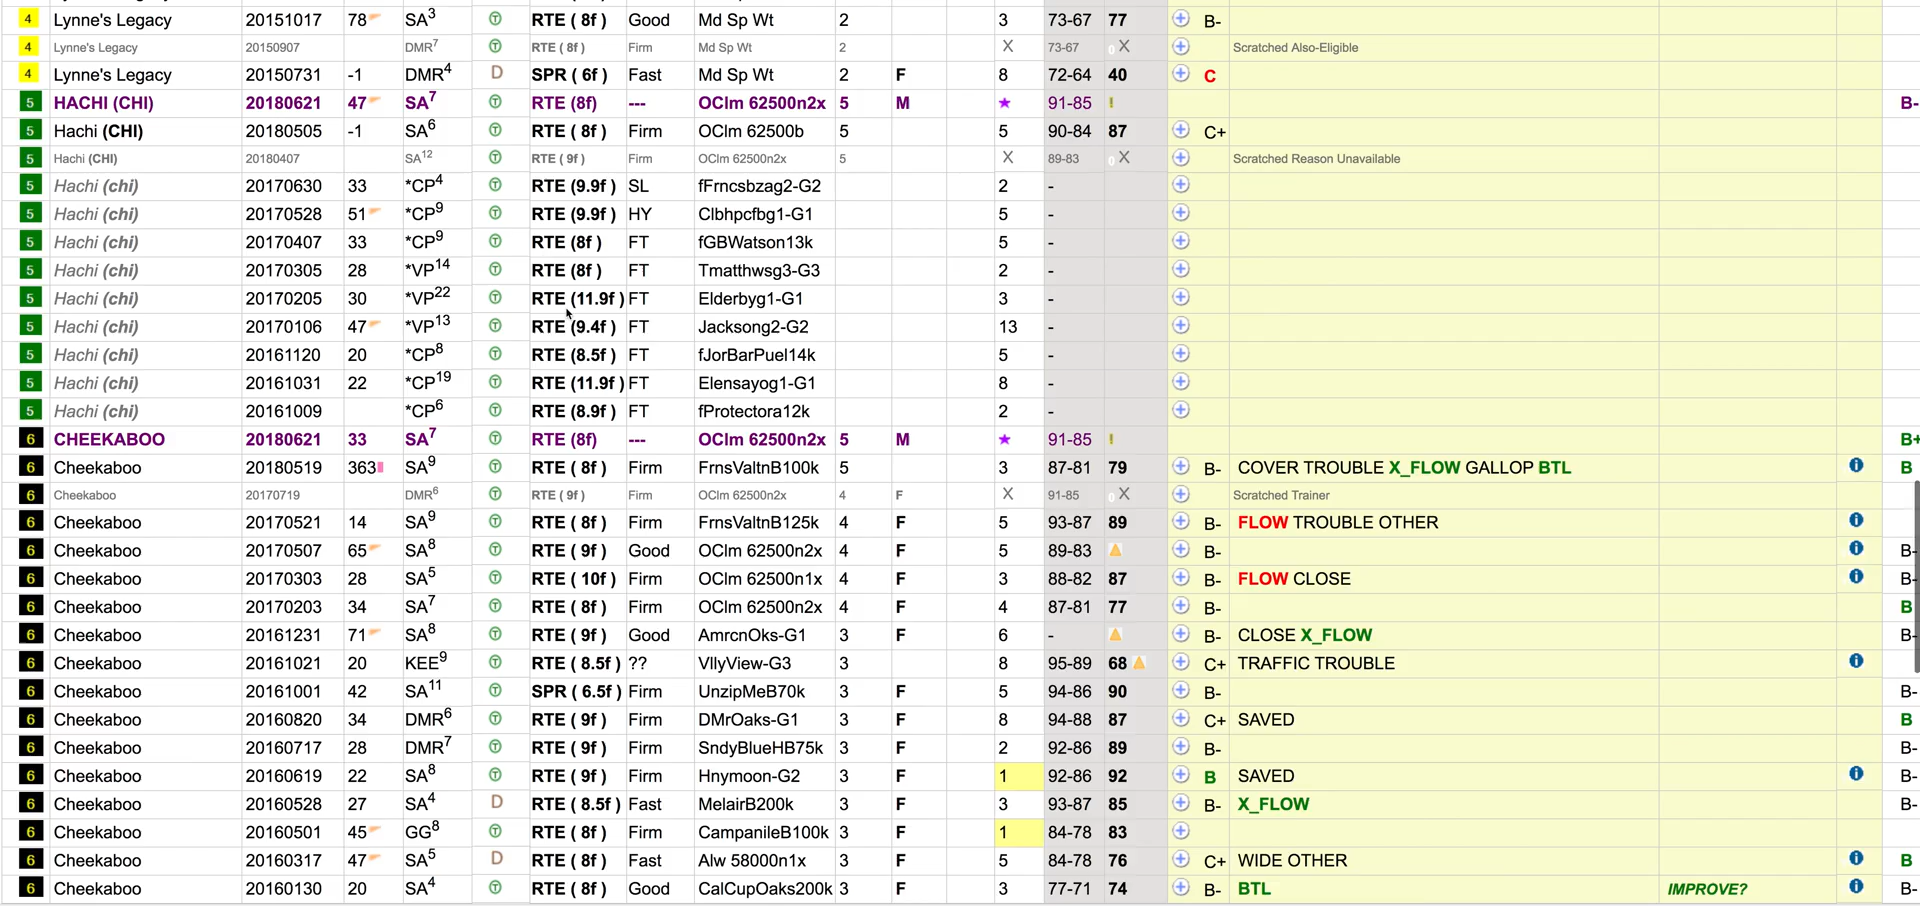 4 Lynne's Legacy 20151017 78 SA3 T RTE ( 8f) Good Md Sp Wt 2 3 73-67 77 B-
4 Lynne's Legacy 20150907 DMR7 T RTE ( 8f) Firm Md Sp Wt 2 X 73-67 0 X Scratched Also-Eligible
4 Lynne's Legacy 20150731 -1 DMR4 D SPR ( 6f) Fast Md Sp Wt 2 F 8 72-64 40 C
5 HACHI (CHI) 20180621 47 SA7 T RTE (8f) --- OClm 62500n2x 5 M ★ 91-85 ! B-
5 Hachi (CHI) 20180505 -1 SA6 T RTE ( 8f) Firm OClm 62500b 5 5 90-84 87 C+
5 Hachi (CHI) 20180407 SA12 T RTE ( 9f) Firm OClm 62500n2x 5 X 89-83 0 X Scratched Reason Unavailable
5 Hachi (chi) 20170630 33 *CP4 T RTE (9.9f ) SL fFrncsbzag2-G2 2 -
5 Hachi (chi) 20170528 51 *CP9 T RTE (9.9f ) HY Clbhpcfbg1-G1 5 -
5 Hachi (chi) 20170407 33 *CP9 T RTE (8f ) FT fGBWatson13k 5 -
5 Hachi (chi) 20170305 28 *VP14 T RTE (8f ) FT Tmatthwsg3-G3 2 -
5 Hachi (chi) 20170205 30 *VP22 T RTE (11.9f ) FT Elderbyg1-G1 3 -
5 Hachi (chi) 20170106 47 *VP13 T RTE (9.4f ) FT Jacksong2-G2 13 -
5 Hachi (chi) 20161120 20 *CP8 T RTE (8.5f ) FT fJorBarPuel14k 5 -
5 Hachi (chi) 20161031 22 *CP19 T RTE (11.9f ) FT Elensayog1-G1 8 -
5 Hachi (chi) 20161009 *CP6 T RTE (8.9f ) FT fProtectora12k 2 -
6 CHEEKABOO 20180621 33 SA7 T RTE (8f) --- OClm 62500n2x 5 M ★ 91-85 ! B+
6 Cheekaboo 20180519 363 SA9 T RTE ( 8f ) Firm FrnsValtnB100k 5 3 87-81 79 B- COVER TROUBLE X_FLOW GALLOP BTL i B
6 Cheekaboo 20170719 DMR6 T RTE ( 9f ) Firm OClm 62500n2x 4 F X 91-85 0 X Scratched Trainer
6 Cheekaboo 20170521 14 SA9 T RTE ( 8f ) Firm FrnsValtnB125k 4 F 5 93-87 89 B- FLOW TROUBLE OTHER i
6 Cheekaboo 20170507 65 SA8 T RTE ( 9f ) Good OClm 62500n2x 4 F 5 89-83 B- i B-
6 Cheekaboo 20170303 28 SA5 T RTE ( 10f ) Firm OClm 62500n1x 4 F 3 88-82 87 B- FLOW CLOSE i B-
6 Cheekaboo 20170203 34 SA7 T RTE ( 8f ) Firm OClm 62500n2x 4 F 4 87-81 77 B- B
6 Cheekaboo 20161231 71 SA8 T RTE ( 9f ) Good AmrcnOks-G1 3 F 6 - B- CLOSE X_FLOW B-
6 Cheekaboo 20161021 20 KEE9 T RTE ( 8.5f ) ?? VllyView-G3 3 8 95-89 68 C+ TRAFFIC TROUBLE i
6 Cheekaboo 20161001 42 SA11 T SPR ( 6.5f ) Firm UnzipMeB70k 3 F 5 94-86 90 B- B-
6 Cheekaboo 20160820 34 DMR6 T RTE ( 9f ) Firm DMrOaks-G1 3 F 8 94-88 87 C+ SAVED B
6 Cheekaboo 20160717 28 DMR7 T RTE ( 9f ) Firm SndyBlueHB75k 3 F 2 92-86 89 B- B-
6 Cheekaboo 20160619 22 SA8 T RTE ( 9f ) Firm Hnymoon-G2 3 F 1 92-86 92 B SAVED i B-
6 Cheekaboo 20160528 27 SA4 D RTE ( 8.5f ) Fast MelairB200k 3 F 3 93-87 85 B- X_FLOW B-
6 Cheekaboo 20160501 45 GG8 T RTE ( 8f ) Firm CampanileB100k 3 F 1 84-78 83
6 Cheekaboo 20160317 47 SA5 D RTE ( 8f ) Fast Alw 58000n1x 3 F 5 84-78 76 C+ WIDE OTHER i B
6 Cheekaboo 20160130 20 SA4 T RTE ( 8f ) Good CalCupOaks200k 3 F 3 77-71 74 B- BTL IMPROVE? i B-